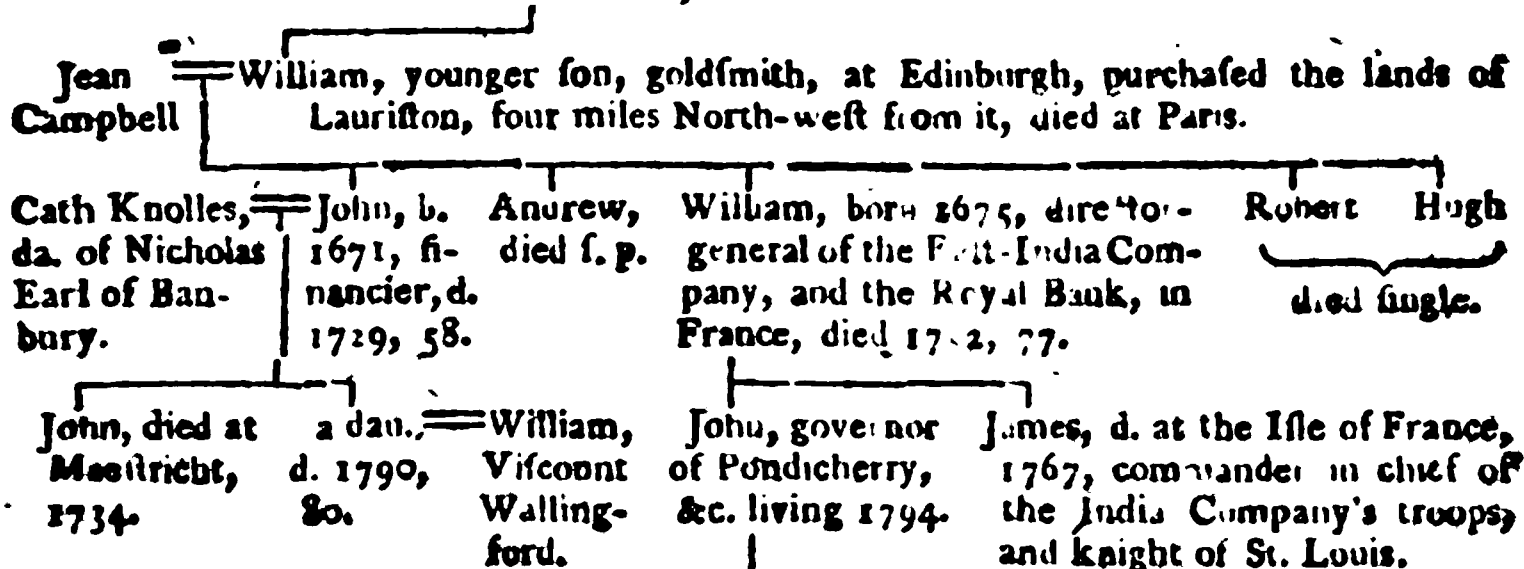 Jean
Campbell
William, younger ſon, goldſmith, at Edinburgh, purchaſed the lands of
Lauriſton, four miles North-weſt from it, died at Paris.
Cath Knolles,
da. of Nicholas
Earl of Ban-
bury.
John, b.
1671, fi-
nancier, d.
1729, 58.
Andrew,
died ſ. p.
William, born 1675, director-
general of the Eaſt-India Com-
pany, and the Royal Bank, in
France, died 77.
Robert Hugh
died ſingle.
John, died at
Maeſtricht,
1734.
a dau.
d. 1790,
80.
William,
Viſcount
Walling-
ford.
John, governor
of Pondicherry,
&c. living 1794.
James, d. at the Iſle of France,
1767, commander in chief of
the India Company's troops,
and knight of St. Louis.